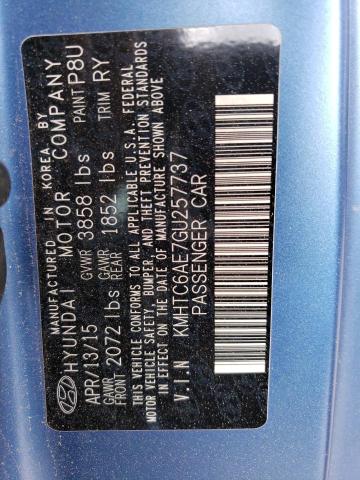 MANUFACTURED IN KOREA BY
HYUNDAI MOTOR COMPANY
APR/13/15 GVWR 3858 lbs PAINT P8U
GAWR FRONT 2072 lbs GAWR REAR 1852 lbs TRIM RY
THIS VEHICLE CONFORMS TO ALL APPLICABLE U.S.A. FEDERAL
MOTOR VEHICLE SAFETY, BUMPER, AND THEFT PREVENTION STANDARDS
IN EFFECT ON THE DATE OF MANUFACTURE SHOWN ABOVE
V.I.N KMHTC6AE7GU257737
PASSENGER CAR